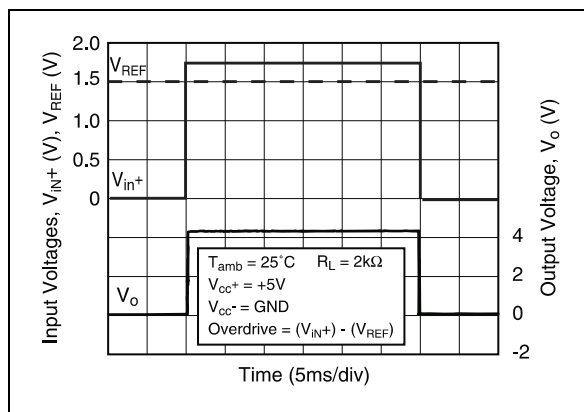 Input Voltages, V_IN+ (V), V_REF (V)
2.0
1.5
1.0
0.5
0
V_REF
V_in+
V_o
T_amb = 25°C R_L = 2kΩ
V_cc+ = +5V
V_cc- = GND
Overdrive = (V_IN+) - (V_REF)
4
2
0
-2
Output Voltage, V_o (V)
Time (5ms/div)